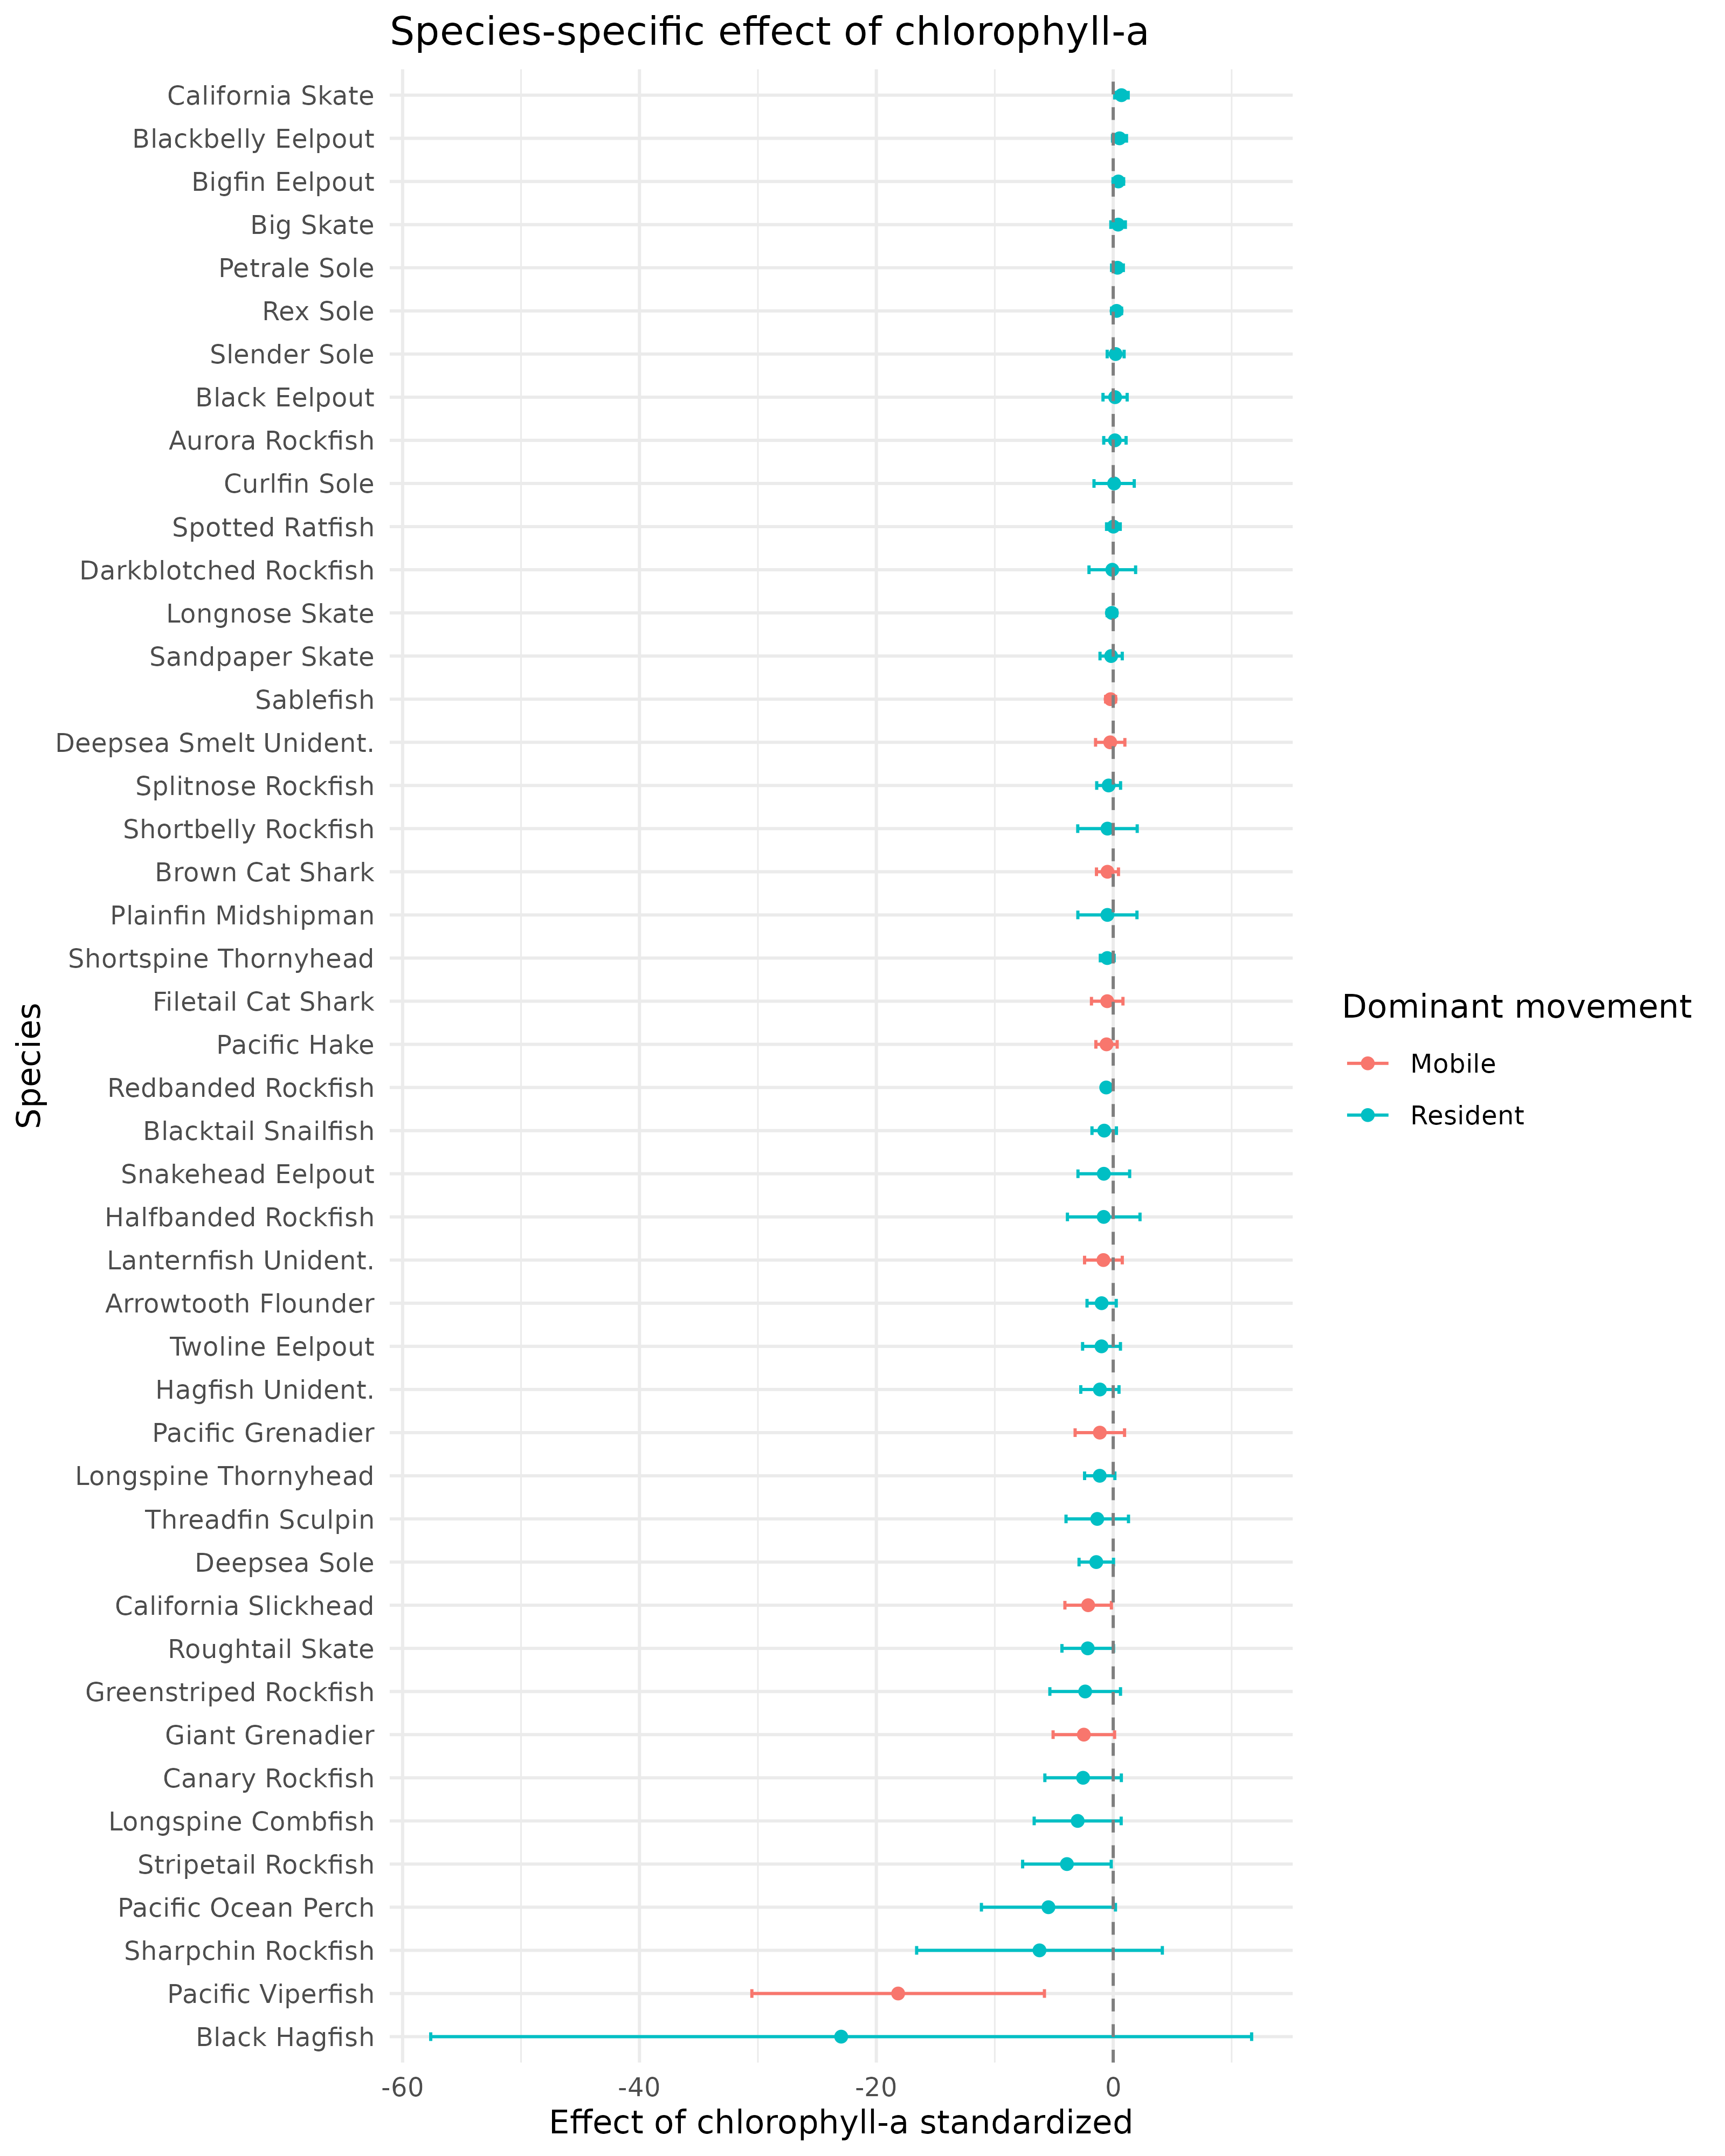 Species-specific effect of chlorophyll-a
California Skate
Blackbelly Eelpout
Bigfin Eelpout
Big Skate
Petrale Sole
Rex Sole
Slender Sole
Black Eelpout
Aurora Rockfish
Curlfin Sole
Spotted Ratfish
Darkblotched Rockfish
Longnose Skate
Sandpaper Skate
Sablefish
Deepsea Smelt Unident.
Splitnose Rockfish
Shortbelly Rockfish
Brown Cat Shark
Plainfin Midshipman
Shortspine Thornyhead
Filetail Cat Shark
Pacific Hake
Redbanded Rockfish
Blacktail Snailfish
Snakehead Eelpout
Halfbanded Rockfish
Lanternfish Unident.
Arrowtooth Flounder
Twoline Eelpout
Hagfish Unident.
Pacific Grenadier
Longspine Thornyhead
Threadfin Sculpin
Deepsea Sole
California Slickhead
Roughtail Skate
Greenstriped Rockfish
Giant Grenadier
Canary Rockfish
Longspine Combfish
Stripetail Rockfish
Pacific Ocean Perch
Sharpchin Rockfish
Pacific Viperfish
Black Hagfish
Species
-60 -40 -20 0
Effect of chlorophyll-a standardized
Dominant movement
Mobile
Resident